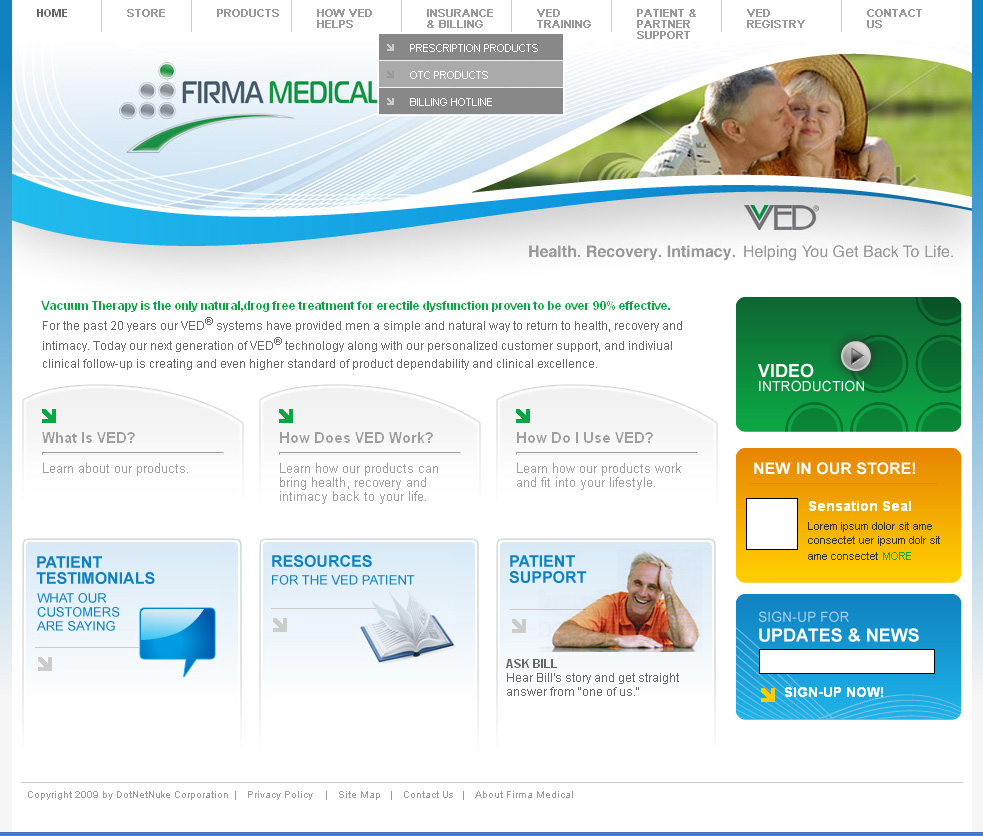 HOME
STORE
PRODUCTS
HOW VED
HELPS
INSURANCE
& BILLING
VED
TRAINING
PATIENT &
PARTNER
SUPPORT
VED
REGISTRY
CONTACT
US
PRESCRIPTION PRODUCTS
OTC PRODUCTS
BILLING HOTLINE
FIRMA MEDICAL
VED®
Health. Recovery. Intimacy. Helping You Get Back To Life.
Vacuum Therapy is the only natural,drog free treatment for erectile dysfunction proven to be over 90% effective.
For the past 20 years our VED® systems have provided men a simple and natural way to return to health, recovery and
intimacy. Today our next generation of VED® technology along with our personalized customer support, and indiviual
clinical follow-up is creating and even higher standard of product dependability and clinical excellence.
What Is VED?
Learn about our products.
How Does VED Work?
Learn how our products can
bring health, recovery and
intimacy back to your life.
How Do I Use VED?
Learn how our products work
and fit into your lifestyle.
VIDEO
INTRODUCTION
NEW IN OUR STORE!
Sensation Seal
Lorem ipsum dolor sit ame
consectet uer ipsum dolr sit
ame consectet MORE
PATIENT
TESTIMONIALS
WHAT OUR
CUSTOMERS
ARE SAYING
RESOURCES
FOR THE VED PATIENT
PATIENT
SUPPORT
ASK BILL
Hear Bill's story and get straight
answer from "one of us."
SIGN-UP FOR
UPDATES & NEWS
SIGN-UP NOW!
Copyright 2009 by DotNetNuke Corporation | Privacy Policy | Site Map | Contact Us | About Firma Medical